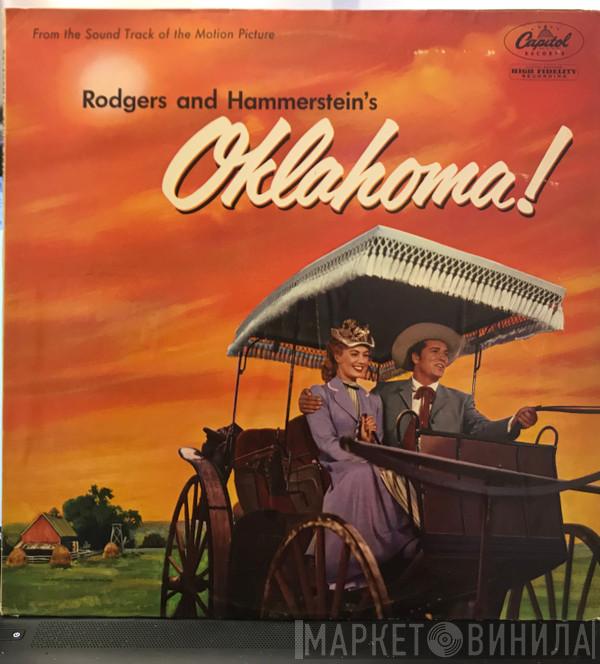 From the Sound Track of the Motion Picture
Capitol
RECORDS
HIGH FIDELITY
RECORDING
Rodgers and Hammerstein's
Oklahoma!
МАРКЕТ ВИНИЛА